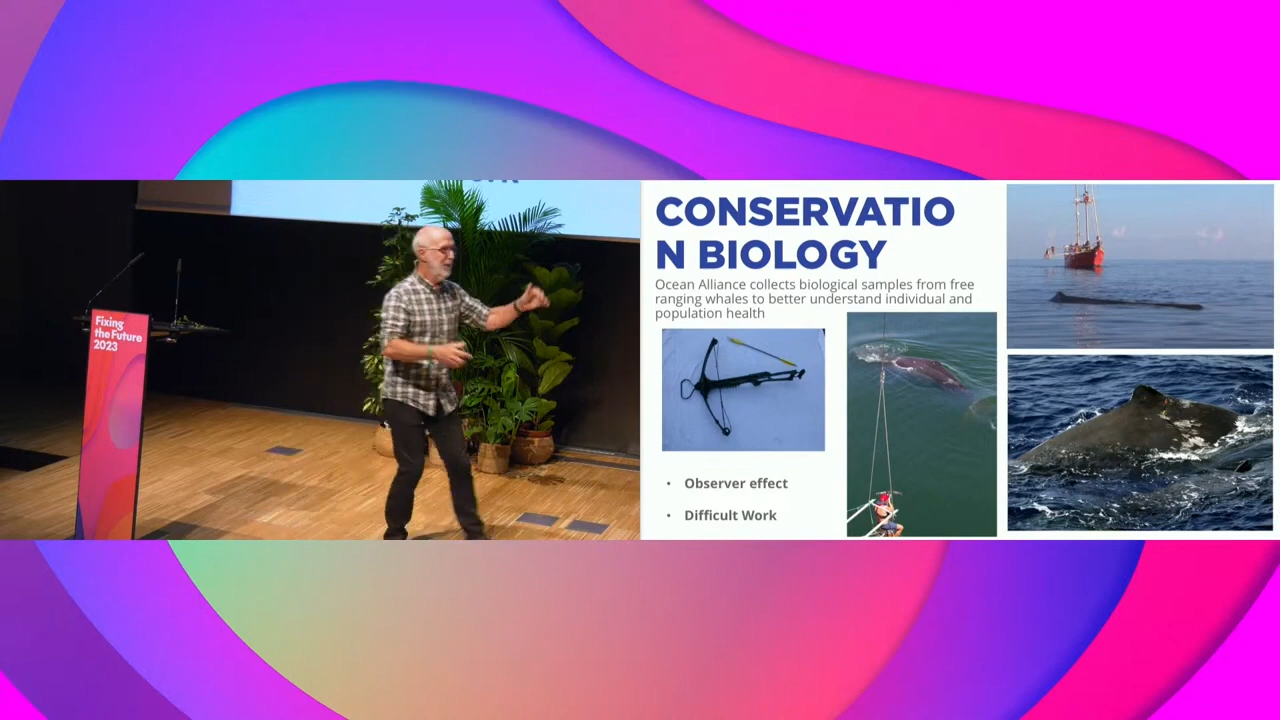 Fixing
the Future
2023
CONSERVATIO
N BIOLOGY
Ocean Alliance collects biological samples from free
ranging whales to better understand individual and
population health
• Observer effect
• Difficult Work